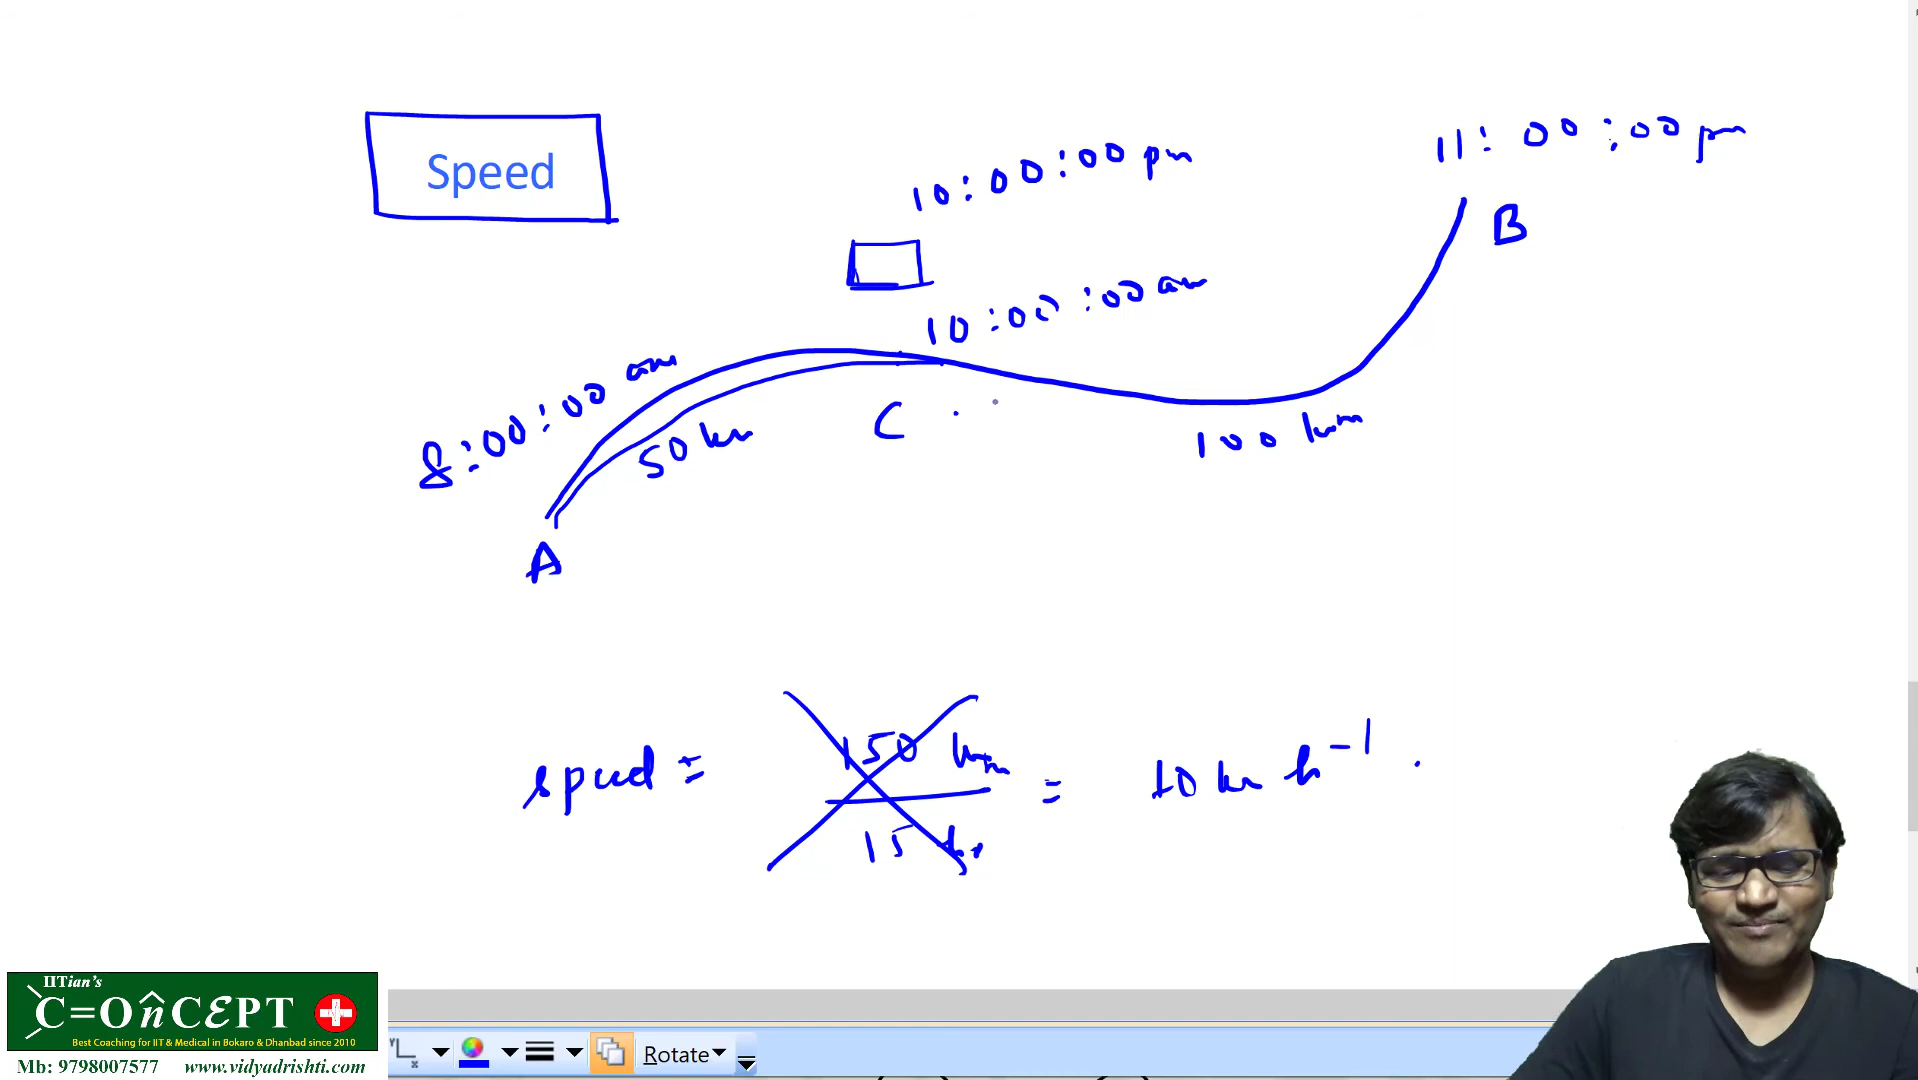 Speed
10:00:00 pm
11:00:00 pm
B
10:00:00 am
8:00:00 am
50 km
C
100 km
A
speed = 150 km / 15 hr = 10 km h⁻¹.
IITian's
C=OnCEPT
Best Coaching for IIT & Medical in Bokaro & Dhanbad since 2010
Mb: 9798007577 www.vidyadrishti.com
Rotate